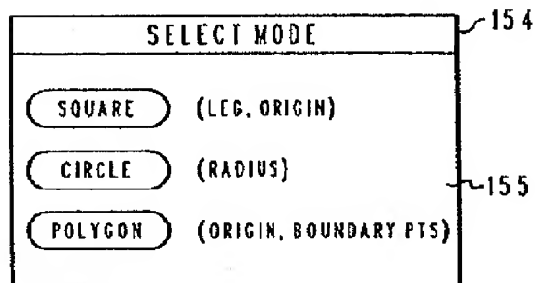 SELECT MODE
154
SQUARE (LEG, ORIGIN)
CIRCLE (RADIUS)
155
POLYGON (ORIGIN, BOUNDARY PTS)